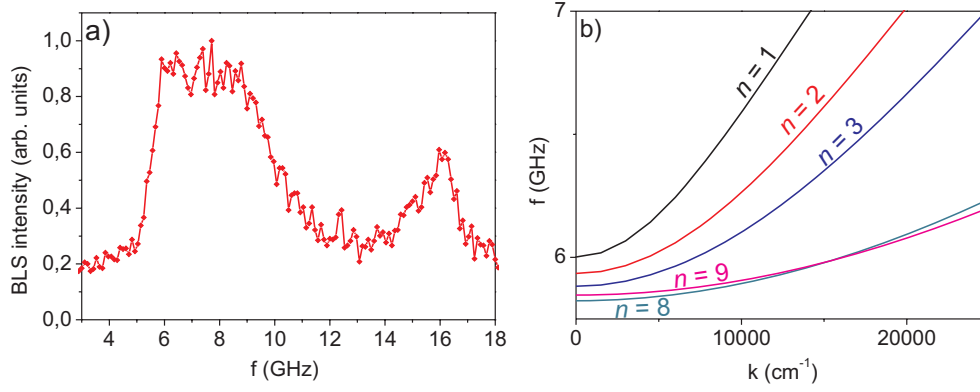 a)
1,0
0,8
0,6
0,4
0,2
0,0
BLS intensity (arb. units)
4 6 8 10 12 14 16 18
f (GHz)
b)
7
6
f (GHz)
n = 1
n = 2
n = 3
n = 9
n = 8
0 10000 20000
k (cm⁻¹)